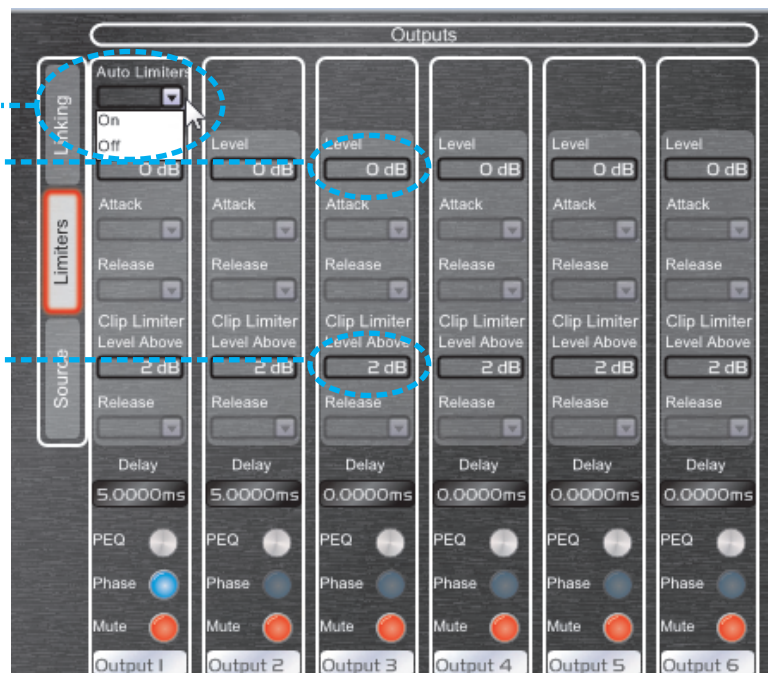 Outputs
Auto Limiters
On
Off
Linking
Limiters
Source
Level Level Level Level Level
0 dB 0 dB 0 dB 0 dB 0 dB 0 dB
Attack Attack Attack Attack Attack Attack
Release Release Release Release Release Release
Clip Limiter Clip Limiter Clip Limiter Clip Limiter Clip Limiter Clip Limiter
Level Above Level Above Level Above Level Above Level Above Level Above
2 dB 2 dB 2 dB 2 dB 2 dB 2 dB
Release Release Release Release Release Release
Delay Delay Delay Delay Delay Delay
5.0000ms 5.0000ms 0.0000ms 0.0000ms 0.0000ms 0.0000ms
PEQ PEQ PEQ PEQ PEQ PEQ
Phase Phase Phase Phase Phase Phase
Mute Mute Mute Mute Mute Mute
Output 1 Output 2 Output 3 Output 4 Output 5 Output 6